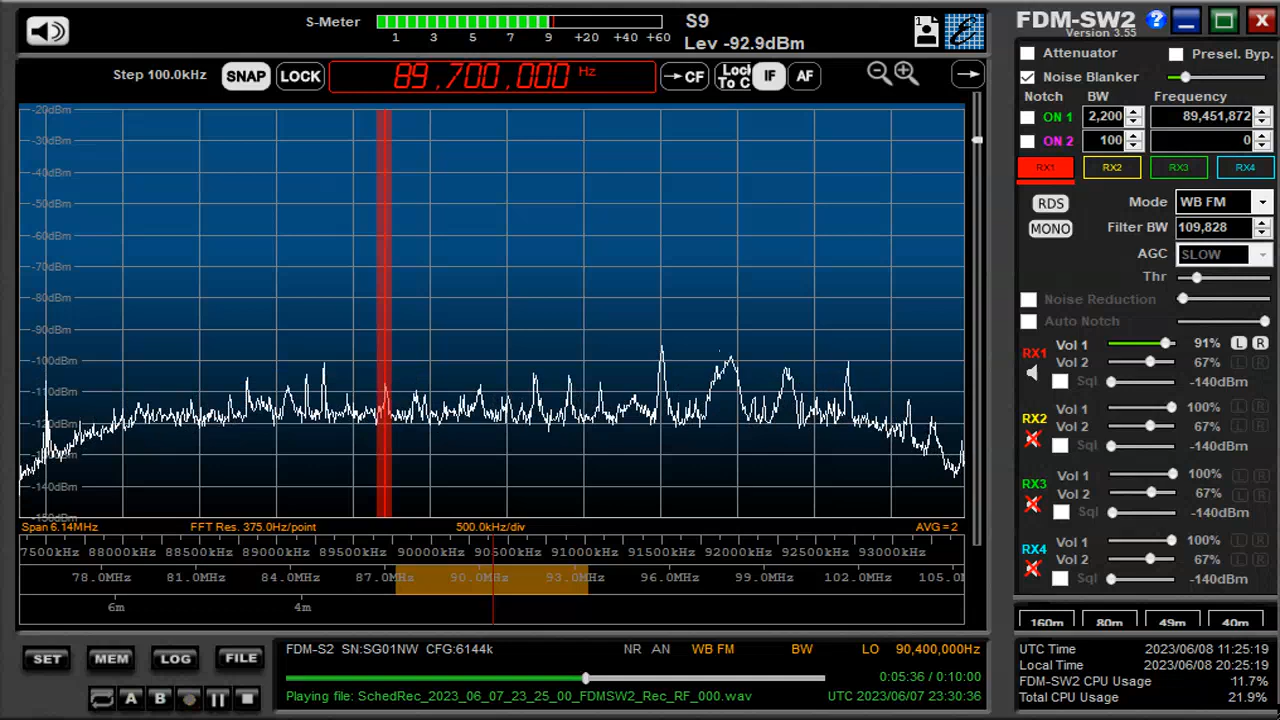 S-Meter
1 3 5 7 9 +20 +40 +60
S9
Lev -92.9dBm
FDM-SW2
Version 3.55
Step 100.0kHz
SNAP
LOCK
89,700,000 Hz
→CF
IF
AF
-20dBm
-30dBm
-40dBm
-50dBm
-60dBm
-70dBm
-80dBm
-90dBm
-100dBm
-110dBm
-120dBm
-130dBm
-140dBm
-150dBm
Span 6.14MHz
FFT Res. 375.0Hz/point
500.0kHz/div
AVG=2
7500kHz 88000kHz 88500kHz 89000kHz 89500kHz 90000kHz 90500kHz 91000kHz 91500kHz 92000kHz 92500kHz 93000kHz
78.0MHz 81.0MHz 84.0MHz 87.0MHz 90.0MHz 93.0MHz 96.0MHz 99.0MHz 102.0MHz 105.0
6m 4m
SET
MEM
LOG
FILE
A
B
FDM-S2 SN:SG01NW CFG:6144k
NR AN WB FM BW LO 90,400,000Hz
0:05:36 / 0:10:00
Playing file: SchedRec_2023_06_07_23_25_00_FDMSW2_Rec_RF_000.wav
UTC 2023/06/07 23:30:36
Attenuator
Presel. Byp.
Noise Blanker
Notch BW Frequency
ON 1 2,200 89,451,872
ON 2 100 0
RX1 RX2 RX3 RX4
RDS
Mode WB FM
MONO
Filter BW 109,828
AGC SLOW
Thr
Noise Reduction
Auto Notch
RX1 Vol 1 91% L R
Vol 2 67% L R
Sql -140dBm
RX2 Vol 1 100% L R
Vol 2 67% L R
Sql -140dBm
RX3 Vol 1 100% L R
Vol 2 67% L R
Sql -140dBm
RX4 Vol 1 100% L R
Vol 2 67% L R
Sql -140dBm
160m 80m 49m 40m
UTC Time 2023/06/08 11:25:19
Local Time 2023/06/08 20:25:19
FDM-SW2 CPU Usage 11.7%
Total CPU Usage 21.9%